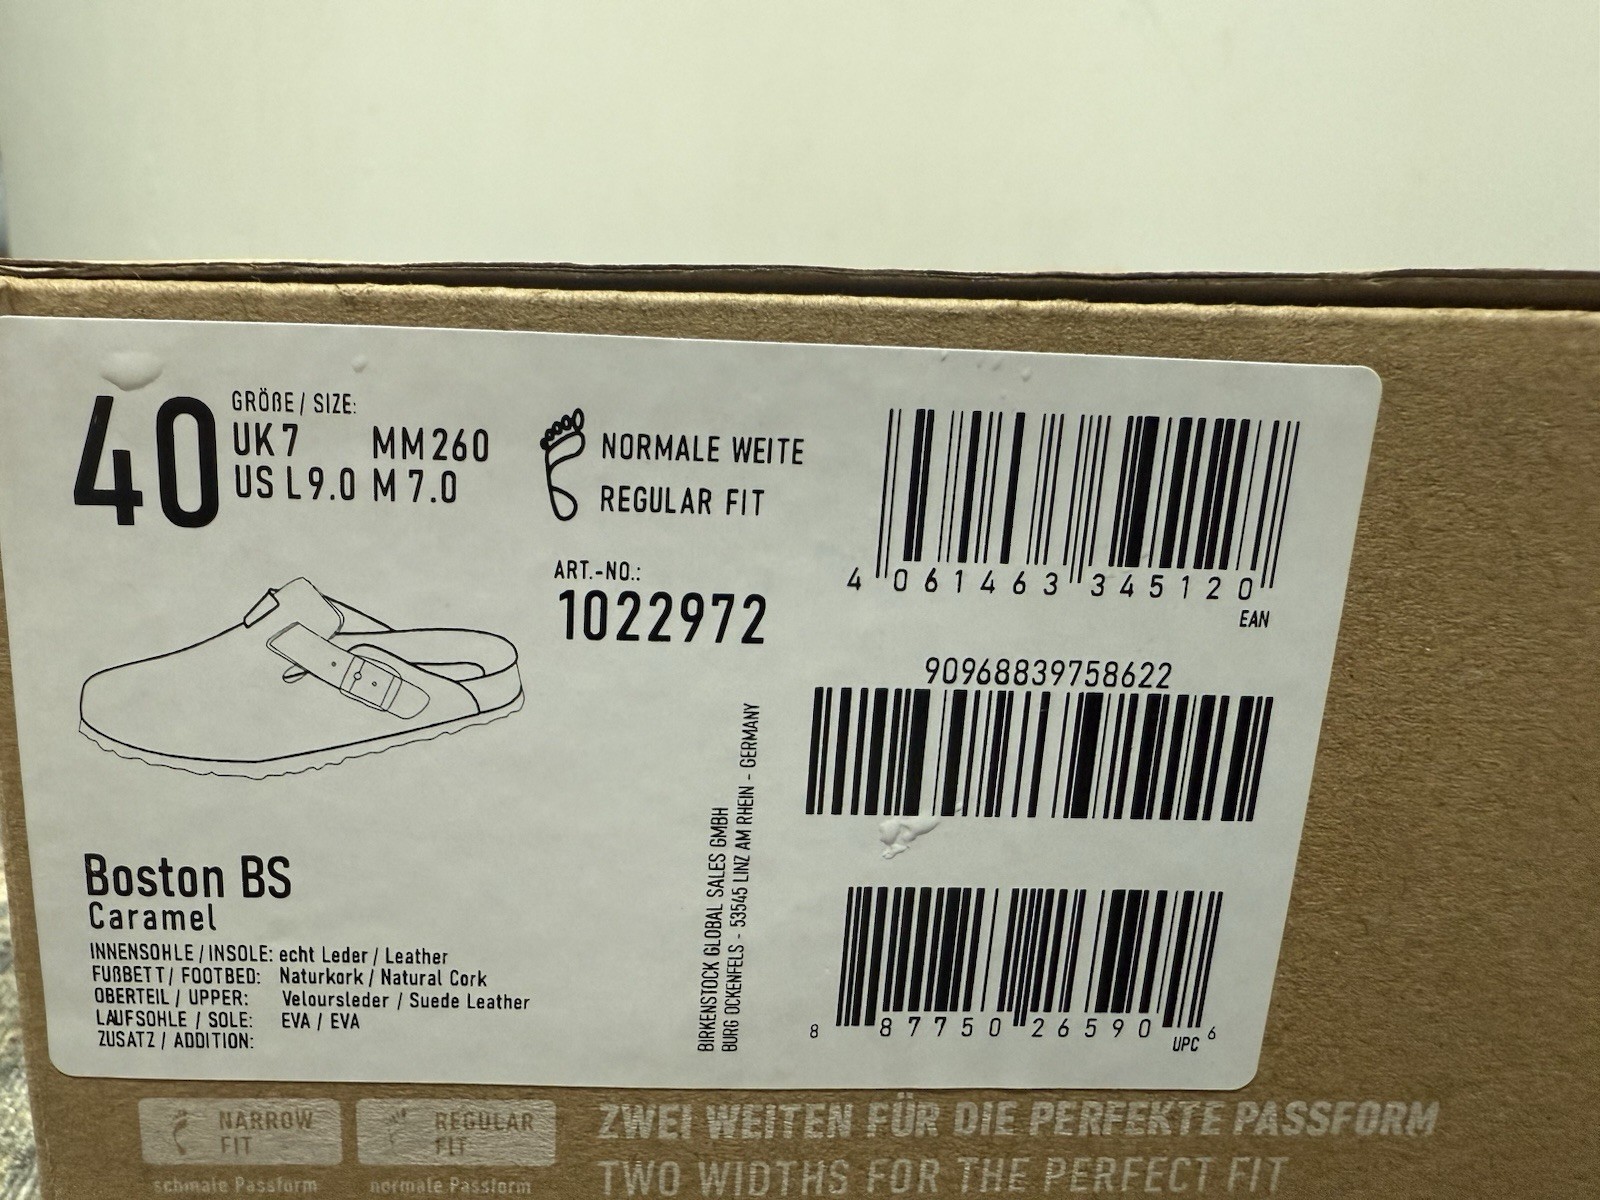 40
GRÖßE / SIZE:
UK 7 MM 260
US L 9.0 M 7.0
NORMALE WEITE
REGULAR FIT
ART.-NO.:
1022972
4 061463 345120
EAN
90968839758622
8 87750 26590 6
UPC
BIRKENSTOCK GLOBAL SALES GMBH
BURG OCKENFELS - 53545 LINZ AM RHEIN - GERMANY
Boston BS
Caramel
INNENSOHLE / INSOLE: echt Leder / Leather
FUßBETT / FOOTBED: Naturkork / Natural Cork
OBERTEIL / UPPER: Veloursleder / Suede Leather
LAUFSOHLE / SOLE: EVA / EVA
ZUSATZ / ADDITION:
NARROW
FIT
schmale Passform
REGULAR
FIT
normale Passform
ZWEI WEITEN FÜR DIE PERFEKTE PASSFORM
TWO WIDTHS FOR THE PERFECT FIT